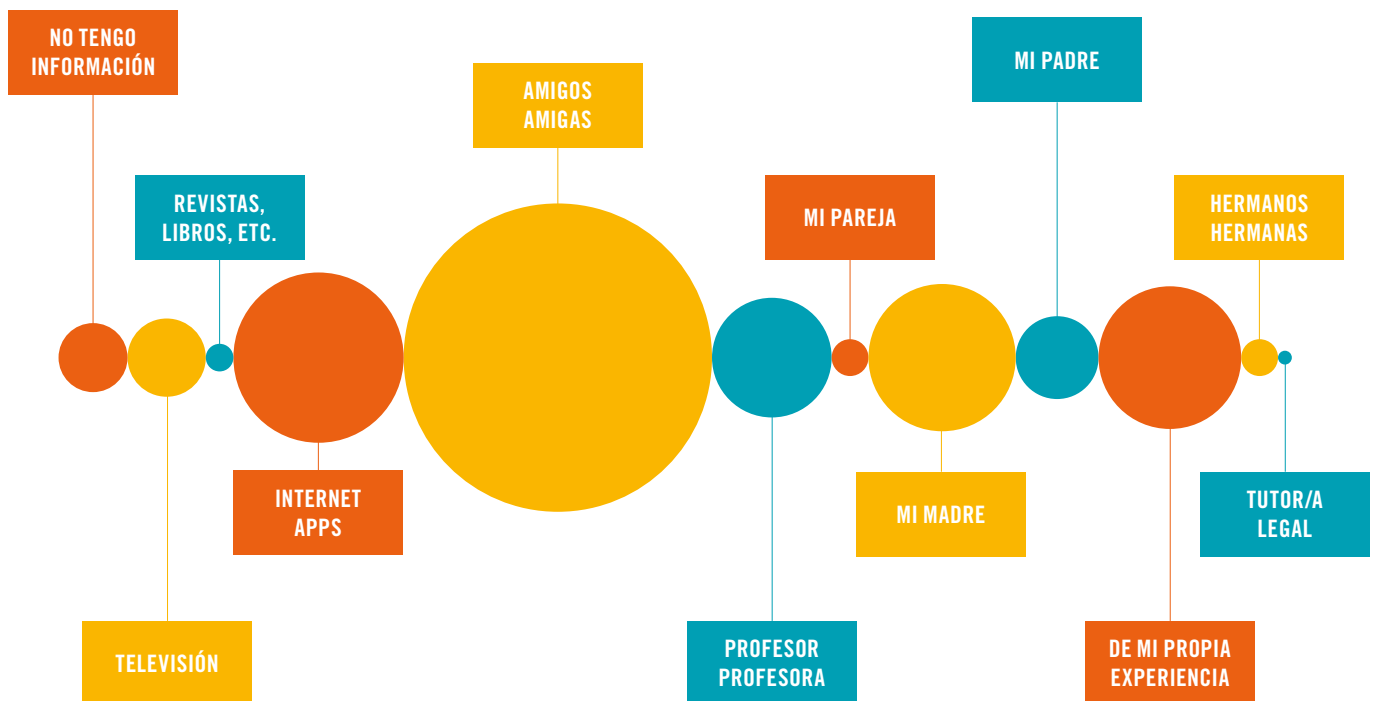 NO TENGO
INFORMACIÓN
REVISTAS,
LIBROS, ETC.
AMIGOS
AMIGAS
MI PAREJA
MI PADRE
HERMANOS
HERMANAS
TELEVISIÓN
INTERNET
APPS
PROFESOR
PROFESORA
MI MADRE
DE MI PROPIA
EXPERIENCIA
TUTOR/A
LEGAL